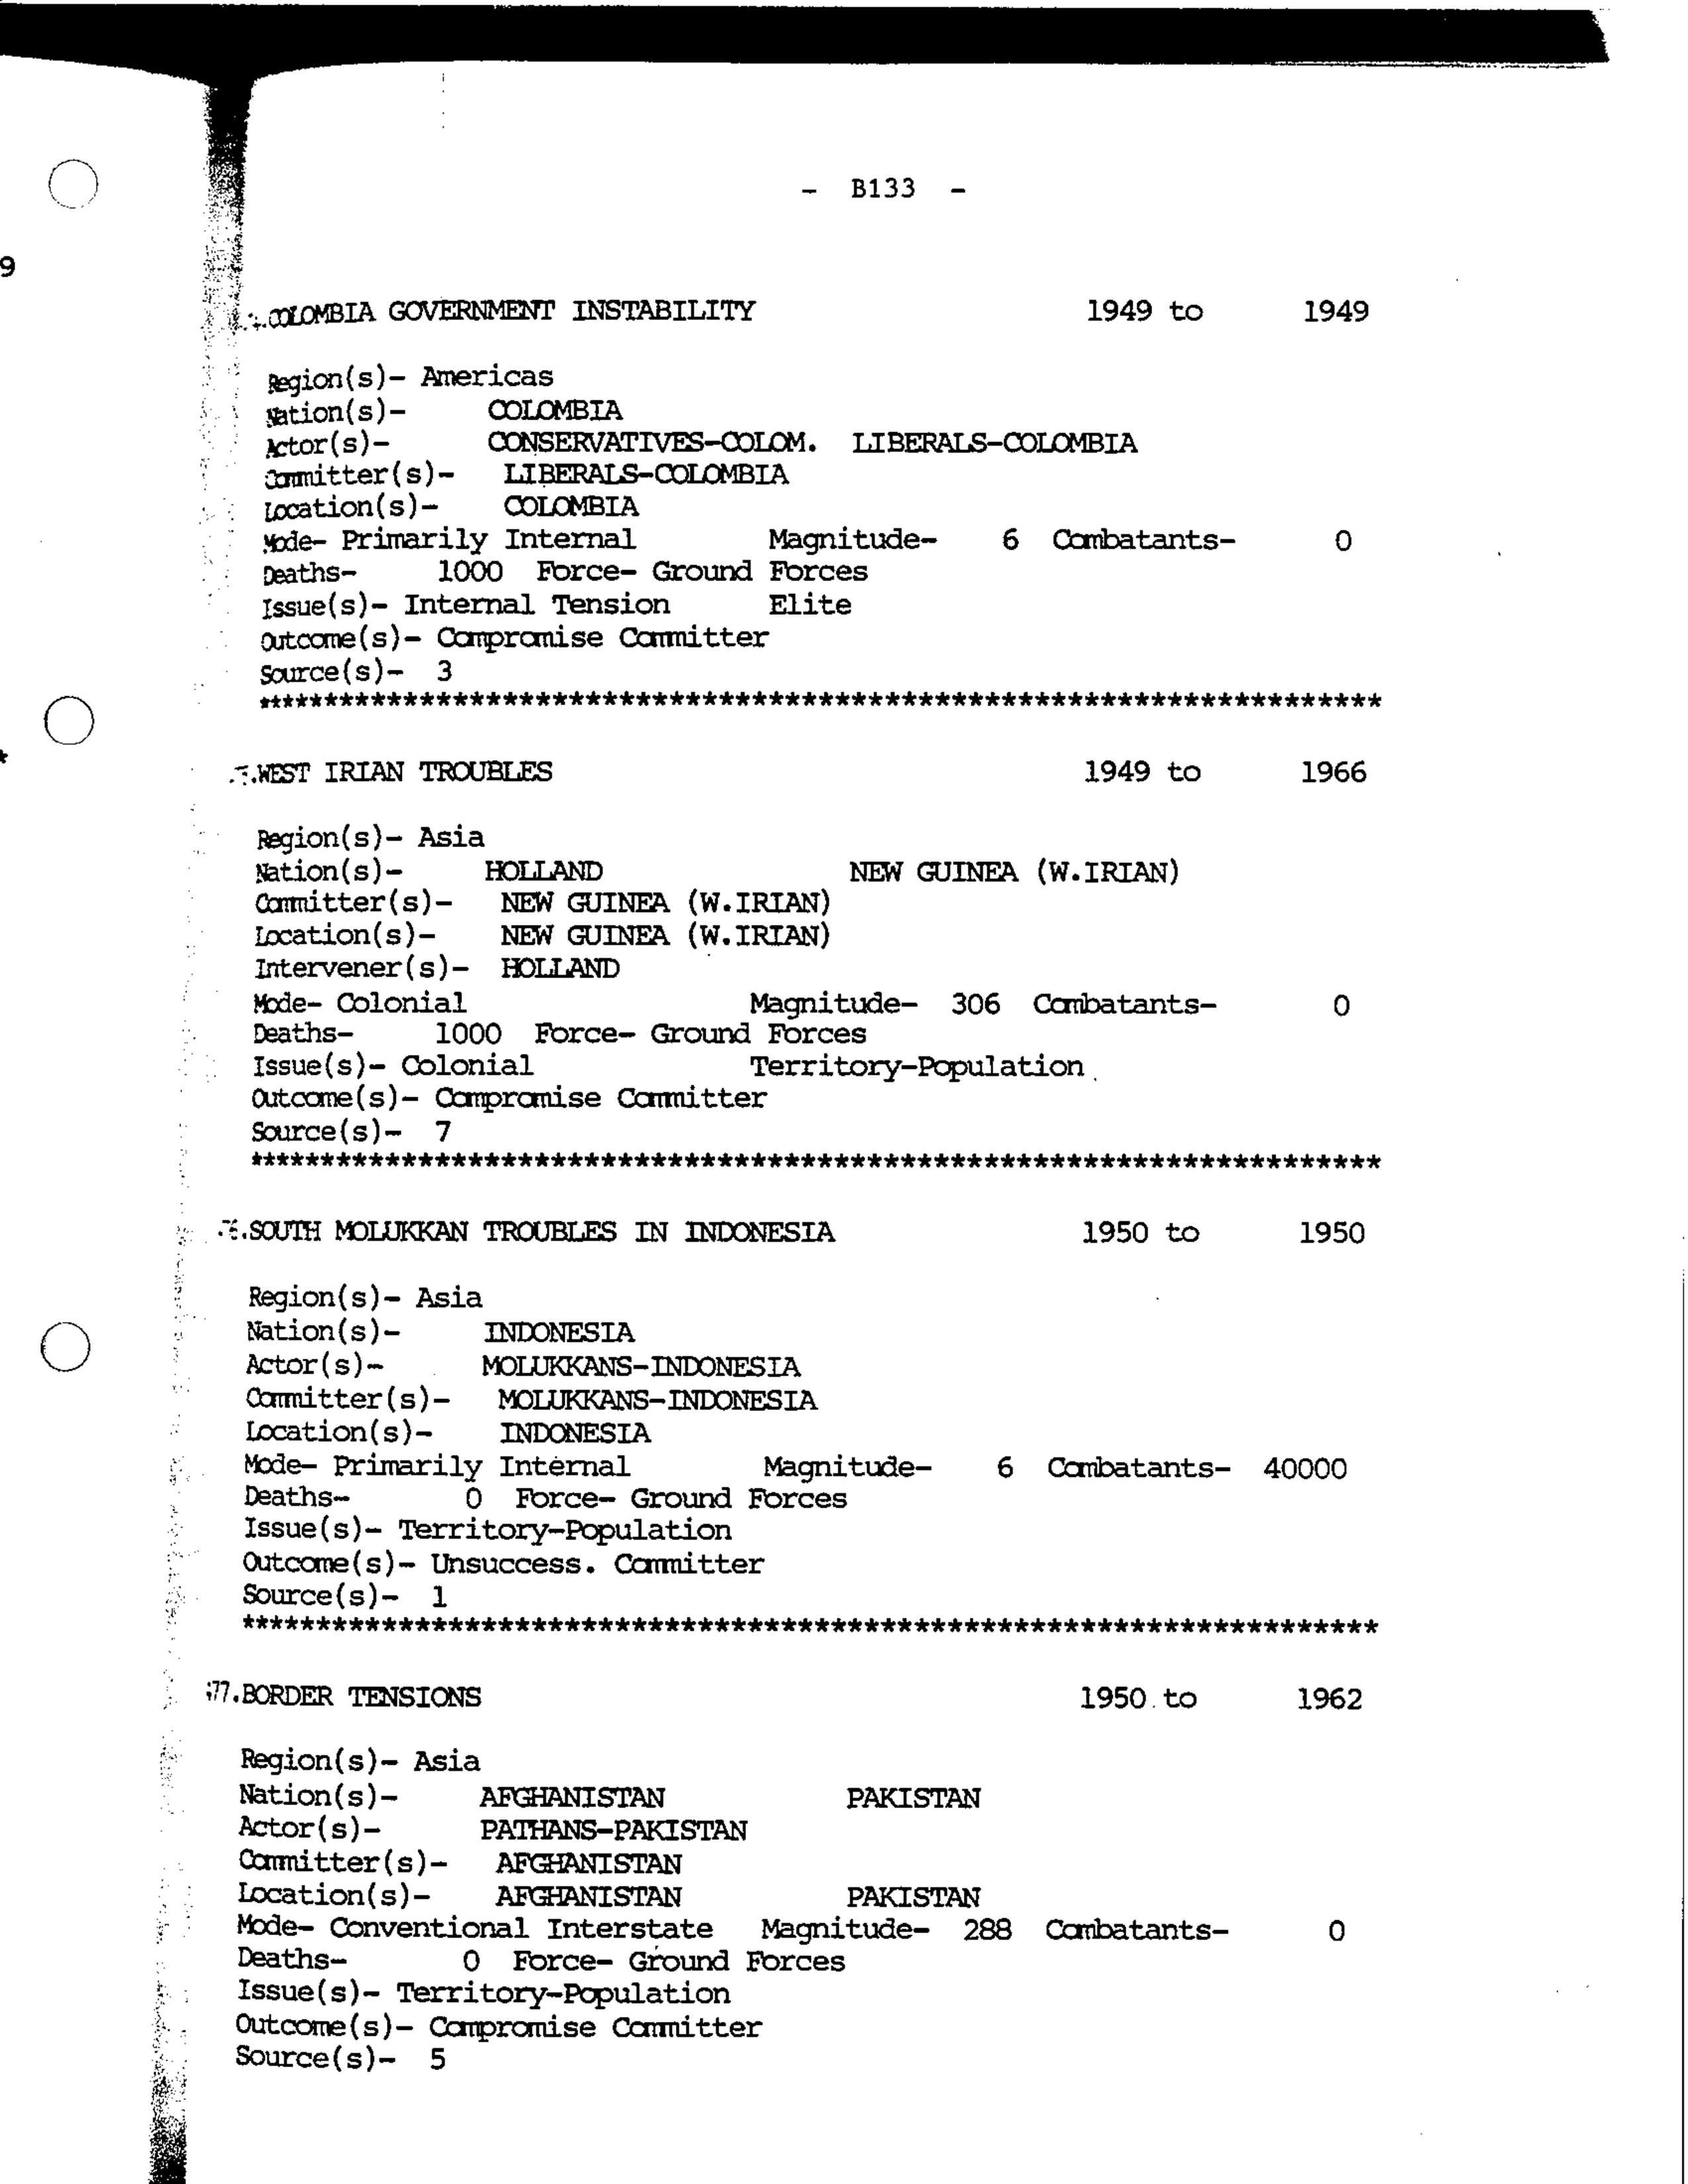 - B133 -
9
COLOMBIA GOVERNMENT INSTABILITY 1949 to 1949
Region(s)- Americas
Nation(s)- COLOMBIA
Actor(s)- CONSERVATIVES-COLOM. LIBERALS-COLOMBIA
Committer(s)- LIBERALS-COLOMBIA
Location(s)- COLOMBIA
Mode- Primarily Internal Magnitude- 6 Combatants- 0
Deaths- 1000 Force- Ground Forces
Issue(s)- Internal Tension Elite
Outcome(s)- Compromise Committer
Source(s)- 3
********************************************************************
WEST IRIAN TROUBLES 1949 to 1966
Region(s)- Asia
Nation(s)- HOLLAND NEW GUINEA (W.IRIAN)
Committer(s)- NEW GUINEA (W.IRIAN)
Location(s)- NEW GUINEA (W.IRIAN)
Intervener(s)- HOLLAND
Mode- Colonial Magnitude- 306 Combatants- 0
Deaths- 1000 Force- Ground Forces
Issue(s)- Colonial Territory-Population
Outcome(s)- Compromise Committer
Source(s)- 7
********************************************************************
SOUTH MOLUKKAN TROUBLES IN INDONESIA 1950 to 1950
Region(s)- Asia
Nation(s)- INDONESIA
Actor(s)- MOLUKKANS-INDONESIA
Committer(s)- MOLUKKANS-INDONESIA
Location(s)- INDONESIA
Mode- Primarily Internal Magnitude- 6 Combatants- 40000
Deaths- 0 Force- Ground Forces
Issue(s)- Territory-Population
Outcome(s)- Unsuccess. Committer
Source(s)- 1
********************************************************************
77.BORDER TENSIONS 1950 to 1962
Region(s)- Asia
Nation(s)- AFGHANISTAN PAKISTAN
Actor(s)- PATHANS-PAKISTAN
Committer(s)- AFGHANISTAN
Location(s)- AFGHANISTAN PAKISTAN
Mode- Conventional Interstate Magnitude- 288 Combatants- 0
Deaths- 0 Force- Ground Forces
Issue(s)- Territory-Population
Outcome(s)- Compromise Committer
Source(s)- 5